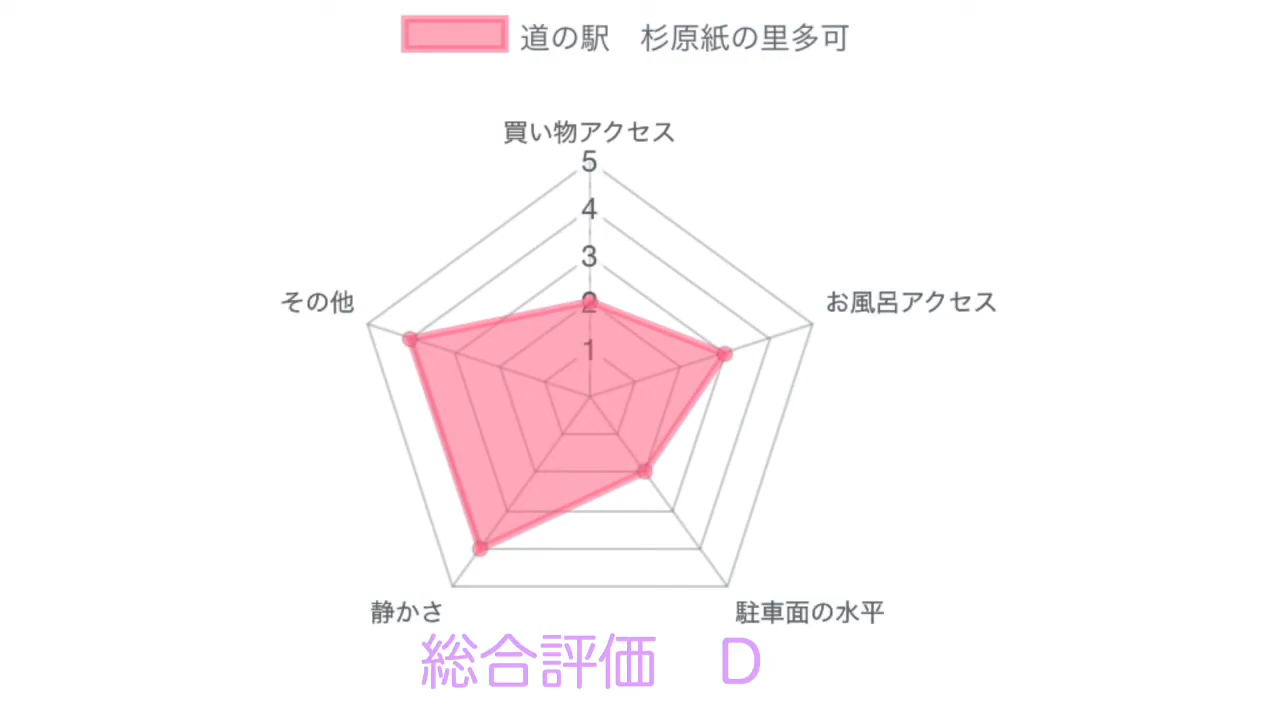 道の駅　杉原紙の里多可
買い物アクセス
5
4
3
2
1
その他
お風呂アクセス
静かさ
駐車面の水平
総合評価　D